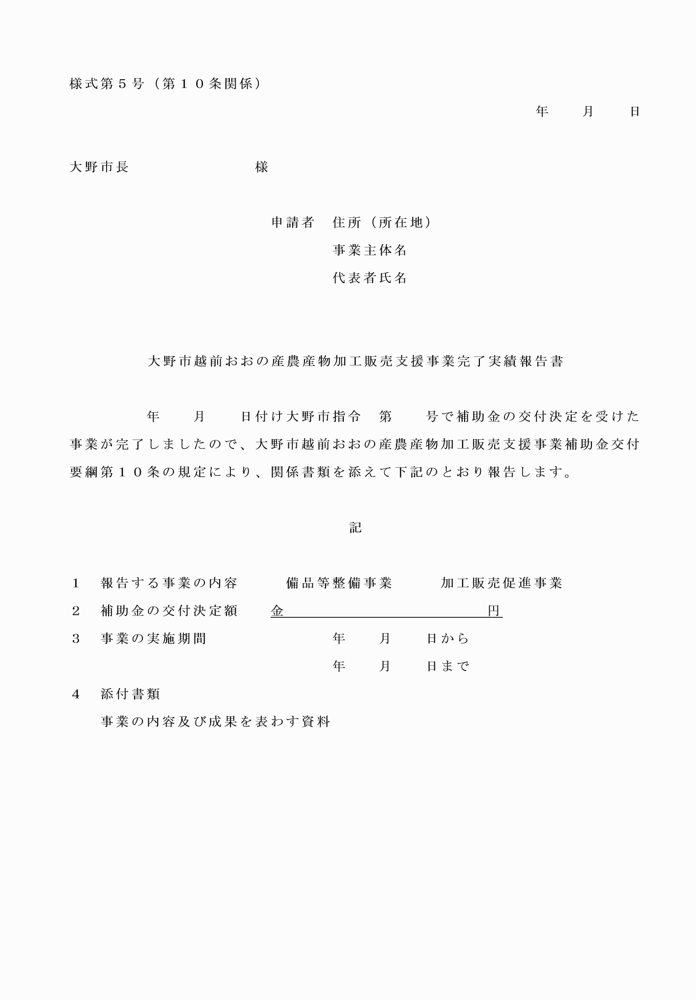 様式第５号（第１０条関係）
年　　月　　日
大野市長　　　　　　　　様
申請者　住所（所在地）
事業主体名
代表者氏名
大野市越前おおの産農産物加工販売支援事業完了実績報告書
年　　月　　日付け大野市指令　第　　号で補助金の交付決定を受けた
事業が完了しましたので、大野市越前おおの産農産物加工販売支援事業補助金交付
要綱第１０条の規定により、関係書類を添えて下記のとおり報告します。
記
１　報告する事業の内容　　　備品等整備事業　　　加工販売促進事業
２　補助金の交付決定額　　金　　　　　　　　　　　　　円
３　事業の実施期間　　　　　　　　年　　月　　日から
年　　月　　日まで
４　添付書類
事業の内容及び成果を表わす資料